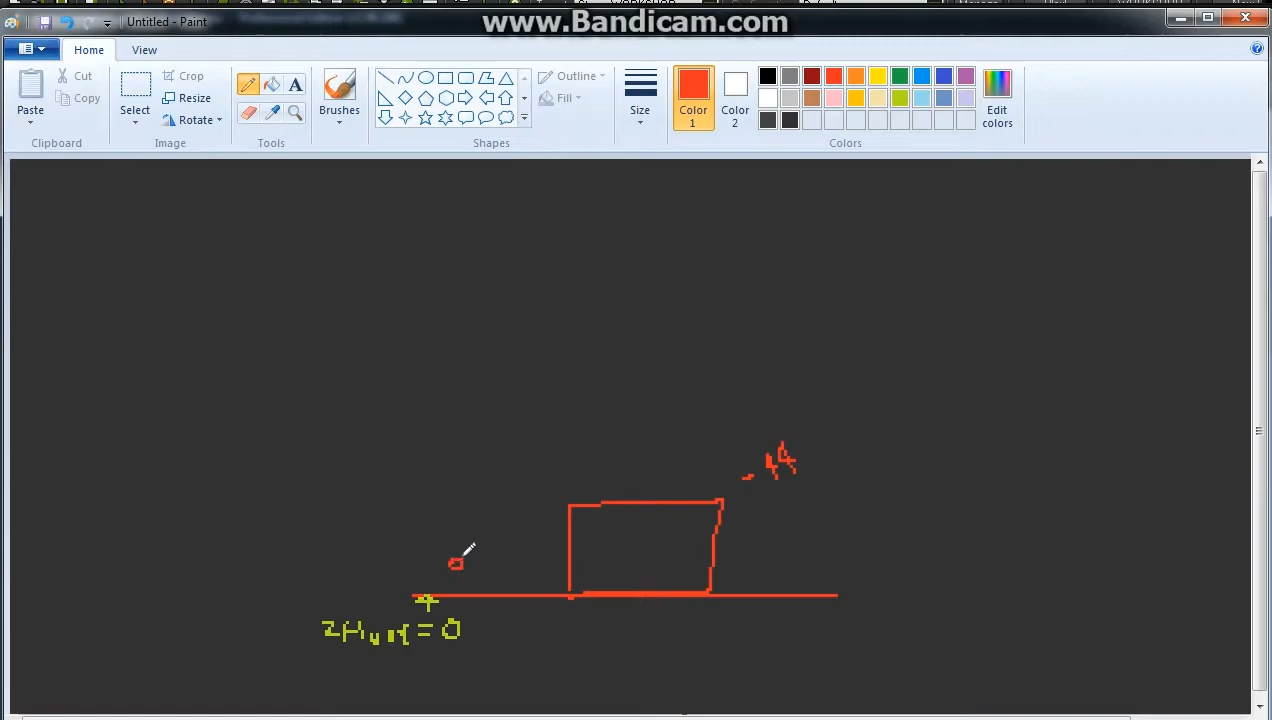 www.Bandicam.com
Untitled - Paint
Home View
Paste
Cut
Copy
Clipboard
Select
Crop
Resize
Rotate
Image
Tools
Brushes
Shapes
Outline
Fill
Size
Color 1
Color 2
Edit colors
Colors
= 0